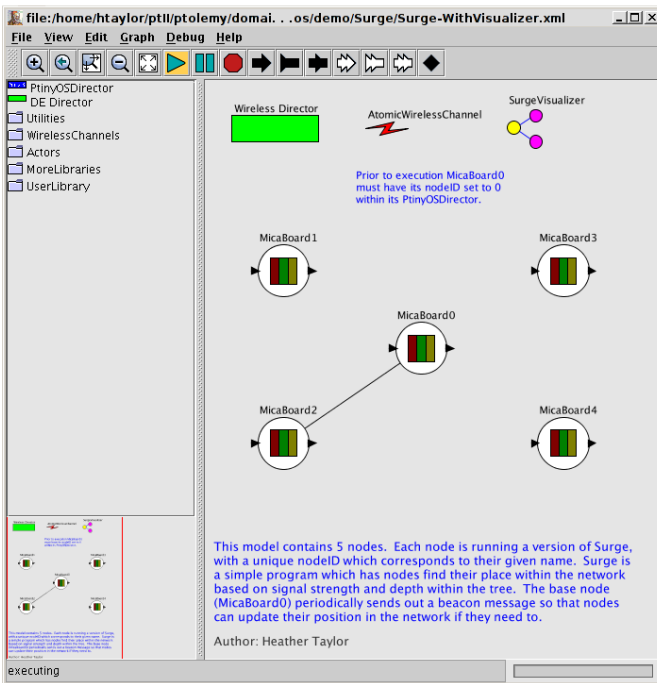 file:/home/htaylor/ptII/ptolemy/domai. . .os/demo/Surge/Surge-WithVisualizer.xml
File View Edit Graph Debug Help
PtinyOSDirector
DE Director
Utilities
WirelessChannels
Actors
MoreLibraries
UserLibrary
Wireless Director
AtomicWirelessChannel
SurgeVisualizer
Prior to execution MicaBoard0
must have its nodeID set to 0
within its PtinyOSDirector.
MicaBoard1
MicaBoard3
MicaBoard0
MicaBoard2
MicaBoard4
This model contains 5 nodes. Each node is running a version of Surge,
with a unique nodeID which corresponds to their given name. Surge is
a simple program which has nodes find their place within the network
based on signal strength and depth within the tree. The base node
(MicaBoard0) periodically sends out a beacon message so that nodes
can update their position in the network if they need to.
Author: Heather Taylor
executing